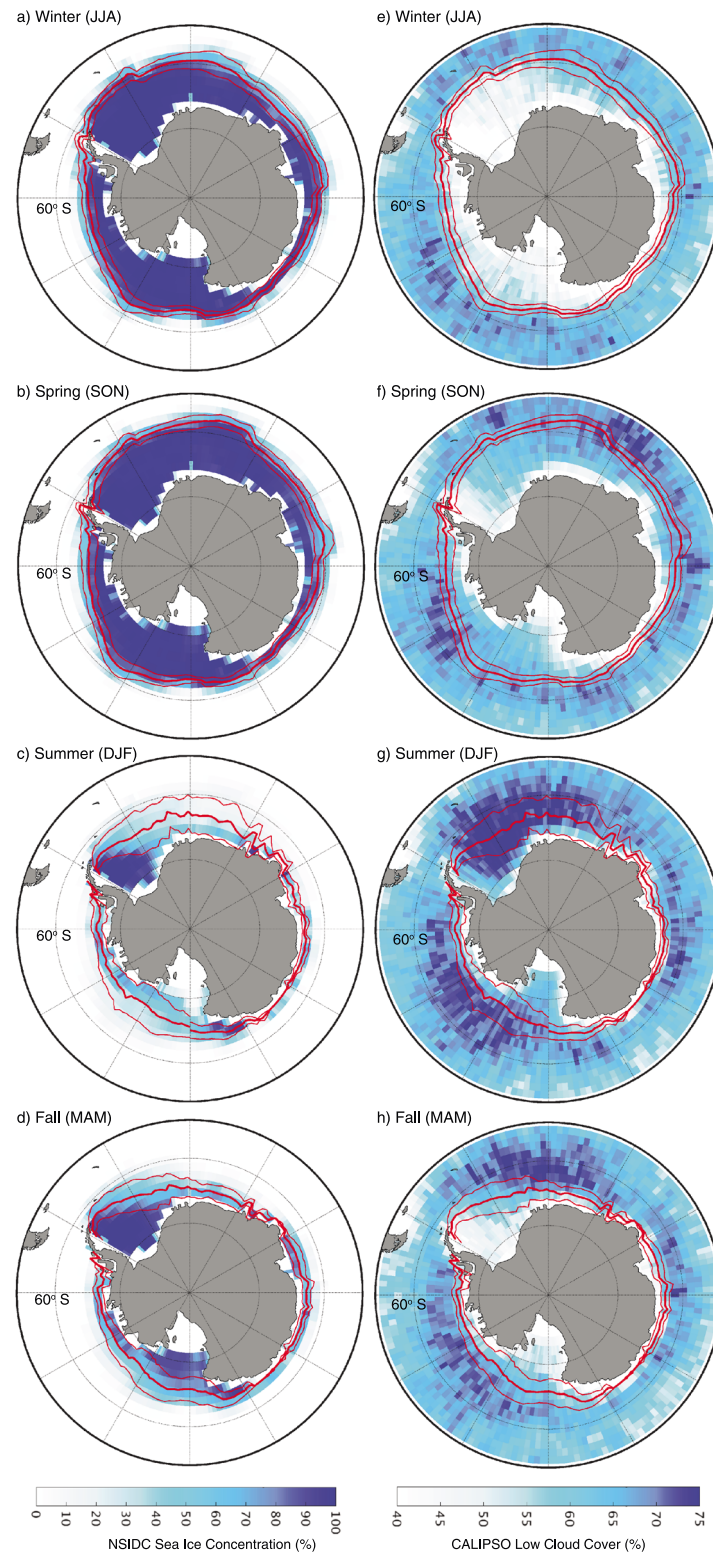 a) Winter (JJA)
e) Winter (JJA)
60° S
60° S
b) Spring (SON)
f) Spring (SON)
60° S
60° S
c) Summer (DJF)
g) Summer (DJF)
60° S
60° S
d) Fall (MAM)
h) Fall (MAM)
60° S
60° S
0 10 20 30 40 50 60 70 80 90 100
NSIDC Sea Ice Concentration (%)
40 45 50 55 60 65 70 75
CALIPSO Low Cloud Cover (%)